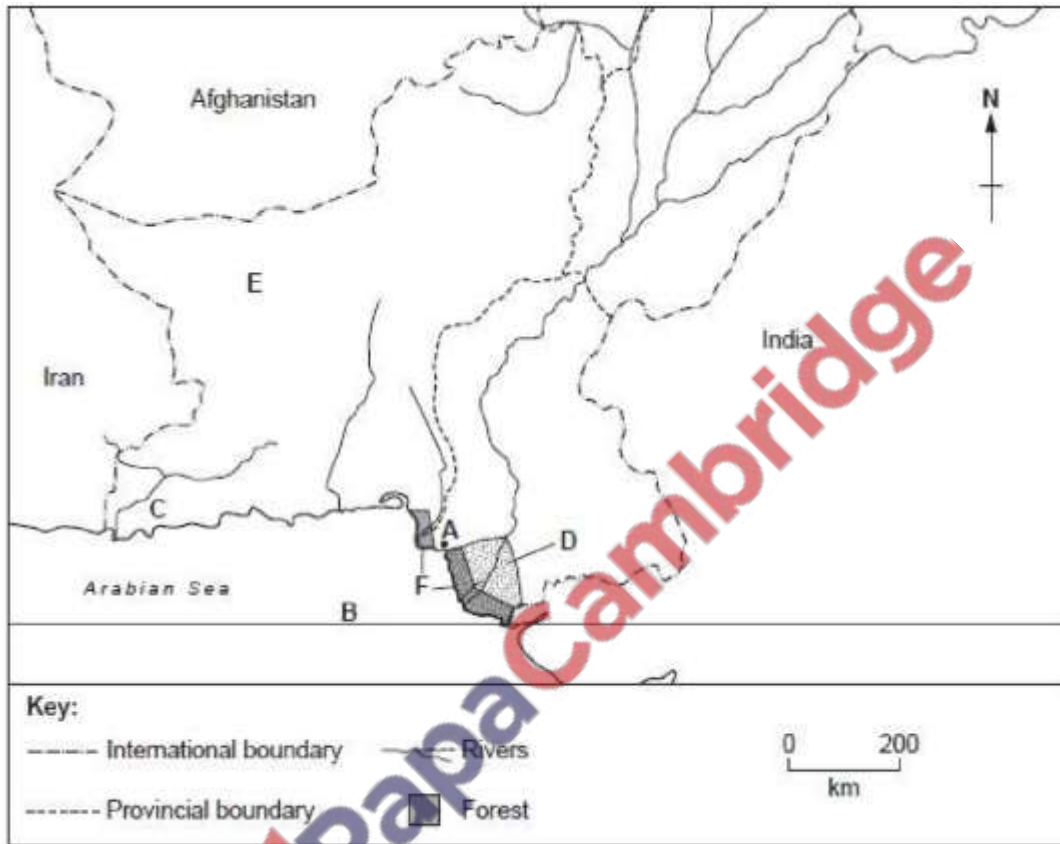 Afghanistan
N
E
India
Iran
C
A
D
F
Arabian Sea
B
Key:
International boundary
Rivers
0 200
km
Provincial boundary
Forest
PapaCambridge